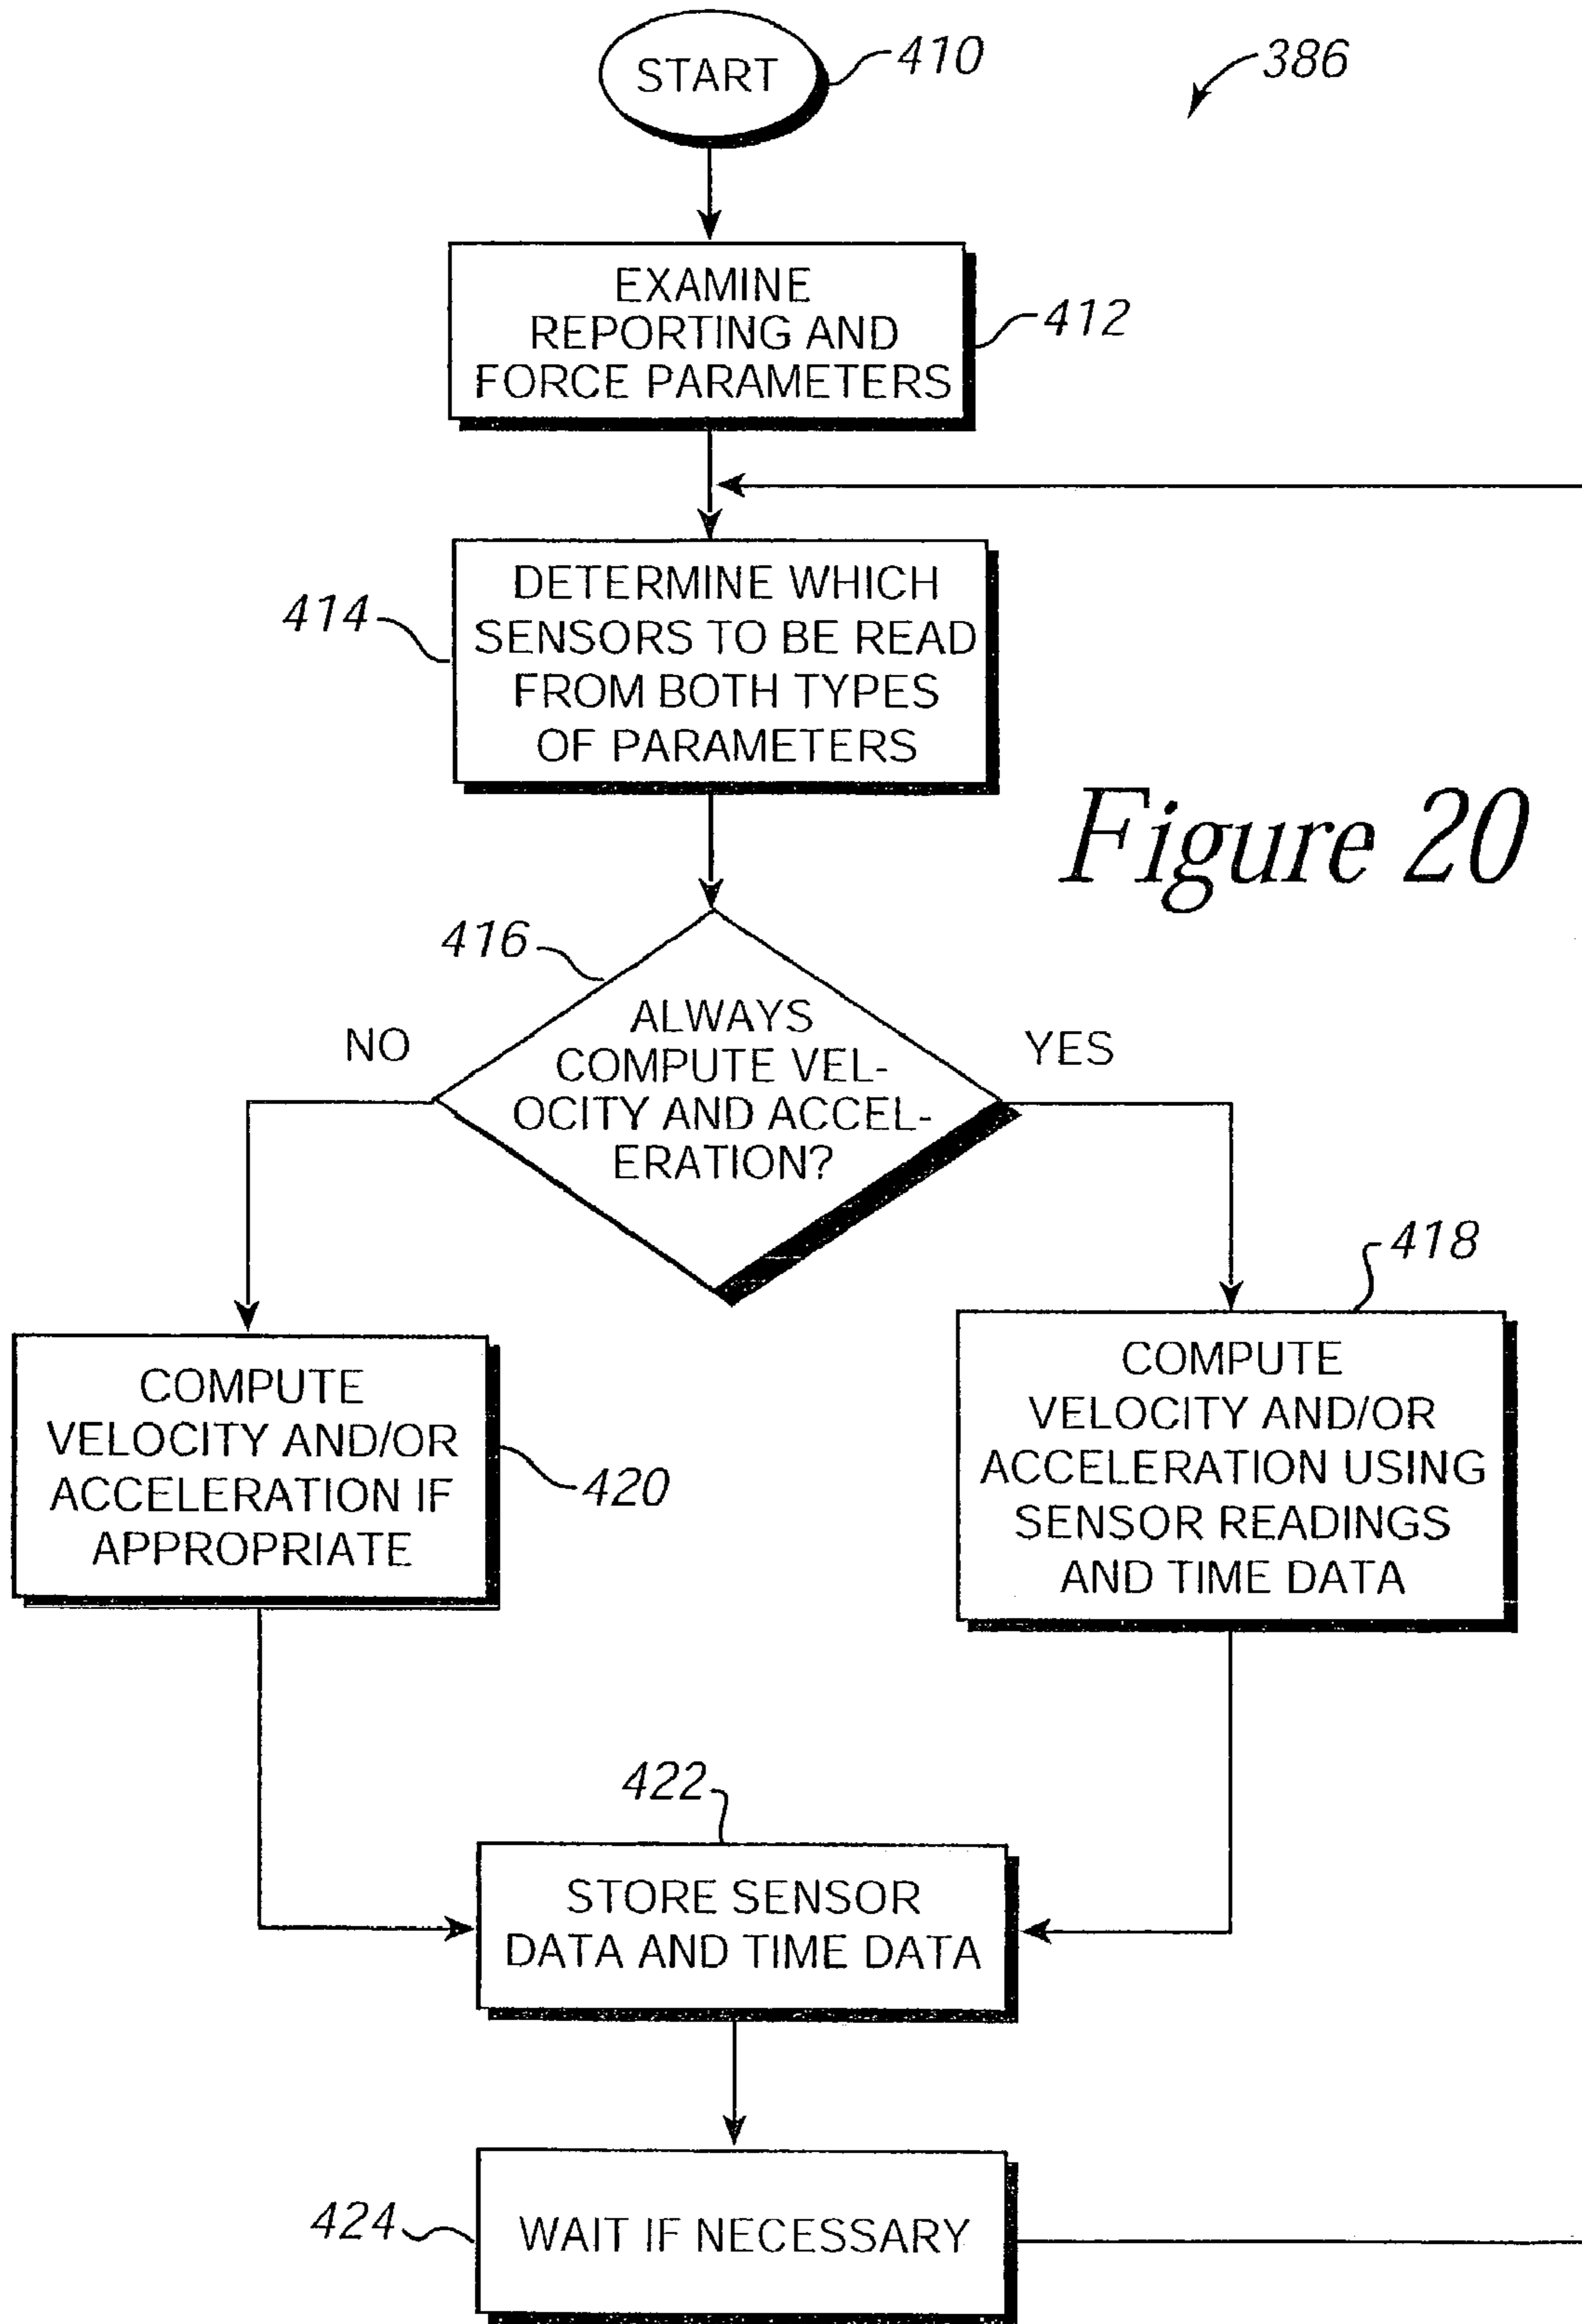 START
410
386
EXAMINE
REPORTING AND
FORCE PARAMETERS
412
DETERMINE WHICH
SENSORS TO BE READ
FROM BOTH TYPES
OF PARAMETERS
414
Figure 20
416
ALWAYS
COMPUTE VEL-
OCITY AND ACCEL-
ERATION?
NO
YES
418
COMPUTE
VELOCITY AND/OR
ACCELERATION IF
APPROPRIATE
420
COMPUTE
VELOCITY AND/OR
ACCELERATION USING
SENSOR READINGS
AND TIME DATA
422
STORE SENSOR
DATA AND TIME DATA
424
WAIT IF NECESSARY